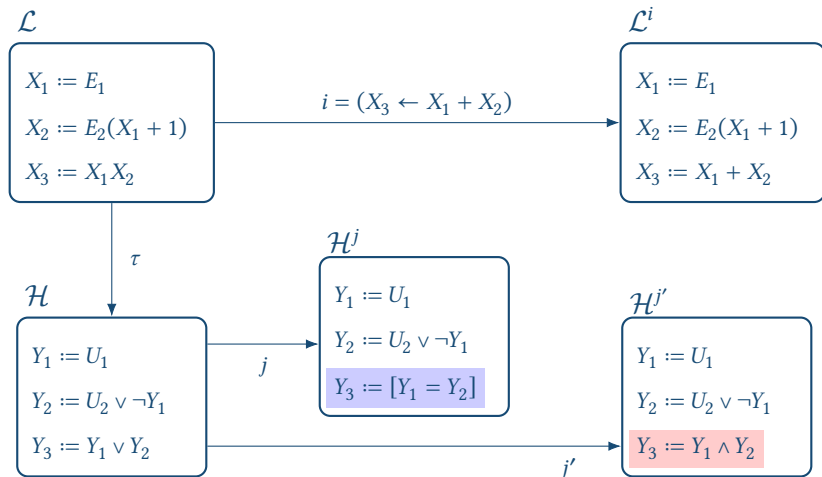 ℒ
X₁ ≔ E₁
X₂ ≔ E₂(X₁ + 1)
X₃ ≔ X₁X₂
i = (X₃ ← X₁ + X₂)
ℒⁱ
X₁ ≔ E₁
X₂ ≔ E₂(X₁ + 1)
X₃ ≔ X₁ + X₂
τ
ℋ
Y₁ ≔ U₁
Y₂ ≔ U₂ ∨ ¬Y₁
Y₃ ≔ Y₁ ∨ Y₂
j
ℋʲ
Y₁ ≔ U₁
Y₂ ≔ U₂ ∨ ¬Y₁
Y₃ ≔ [Y₁ = Y₂]
j′
ℋʲ′
Y₁ ≔ U₁
Y₂ ≔ U₂ ∨ ¬Y₁
Y₃ ≔ Y₁ ∧ Y₂